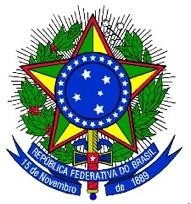 REPÚBLICA FEDERATIVA DO BRASIL
15 de Novembro de 1889